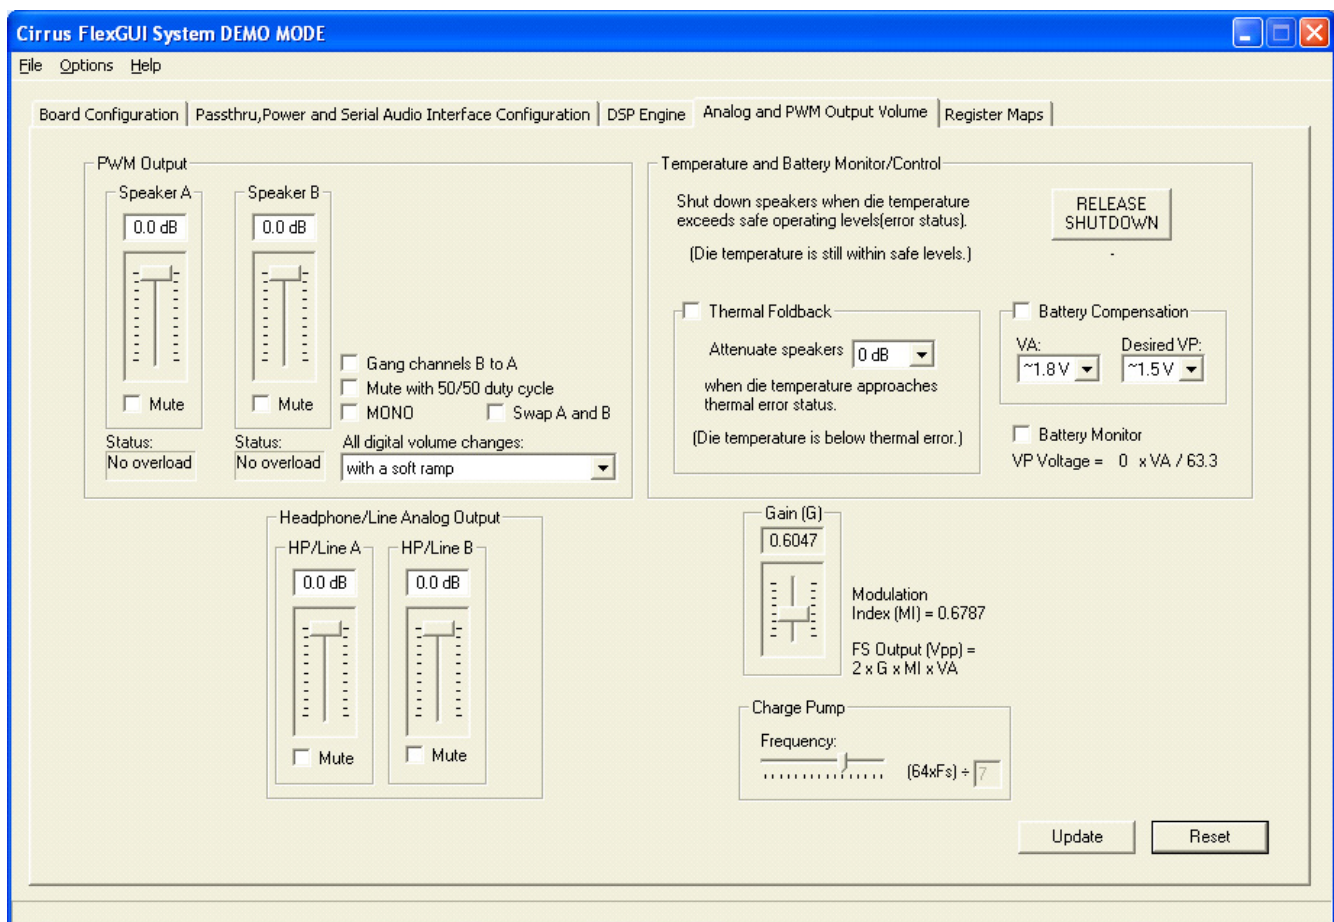 Cirrus FlexGUI System DEMO MODE
File Options Help
Board Configuration
Passthru,Power and Serial Audio Interface Configuration
DSP Engine
Analog and PWM Output Volume
Register Maps
PWM Output
Speaker A
0.0 dB
Mute
Status:
No overload
Speaker B
0.0 dB
Mute
Status:
No overload
Gang channels B to A
Mute with 50/50 duty cycle
MONO
Swap A and B
All digital volume changes:
with a soft ramp
Temperature and Battery Monitor/Control
Shut down speakers when die temperature
exceeds safe operating levels(error status).
(Die temperature is still within safe levels.)
RELEASE
SHUTDOWN
-
Thermal Foldback
Attenuate speakers 0 dB
when die temperature approaches
thermal error status.
(Die temperature is below thermal error.)
Battery Compensation
VA:
~1.8 V
Desired VP:
~1.5 V
Battery Monitor
VP Voltage = 0 x VA / 63.3
Headphone/Line Analog Output
HP/Line A
0.0 dB
Mute
HP/Line B
0.0 dB
Mute
Gain (G)
0.6047
Modulation
Index (MI) = 0.6787
FS Output (Vpp) =
2 x G x MI x VA
Charge Pump
Frequency:
(64xFs) ÷ 7
Update
Reset